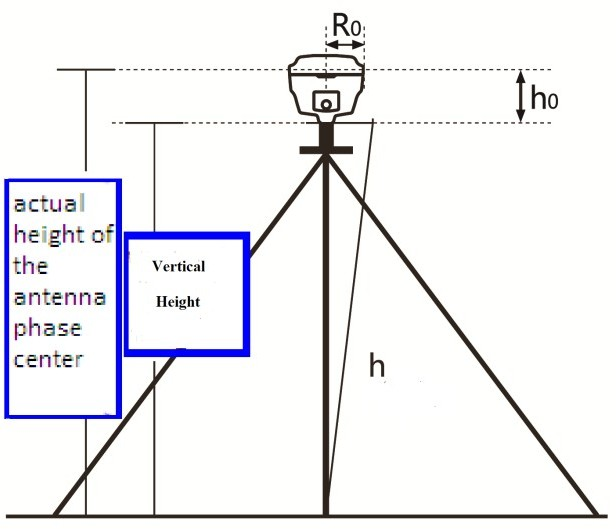 R0
h0
actual
height of
the
antenna
phase
center
Vertical
Height
h